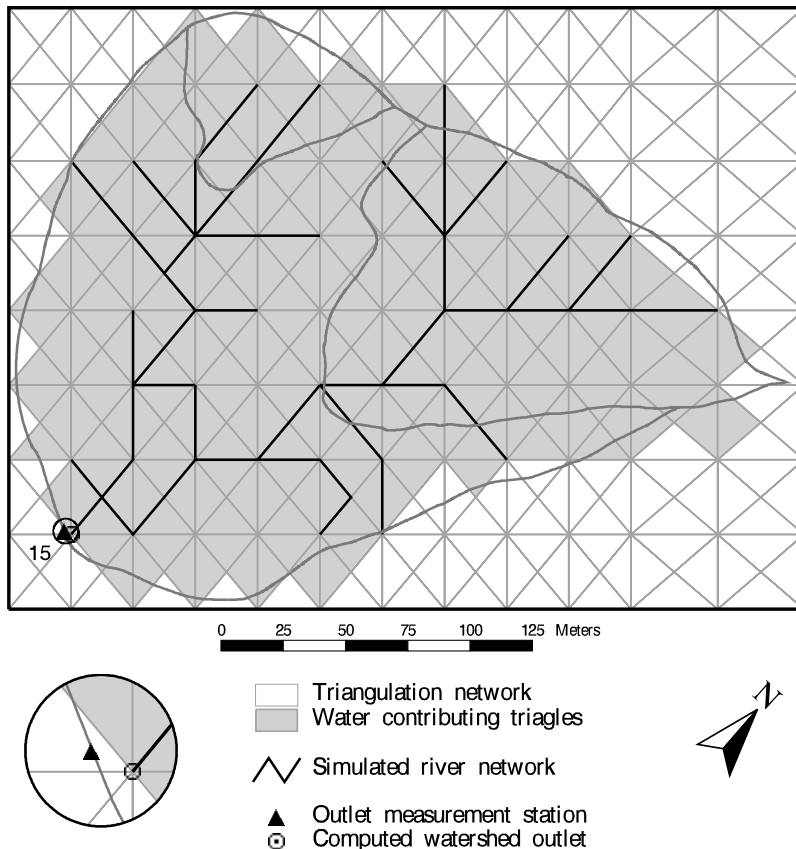 15
0 25 50 75 100 125 Meters
N
Triangulation network
Water contributing triagles
Simulated river network
Outlet measurement station
Computed watershed outlet